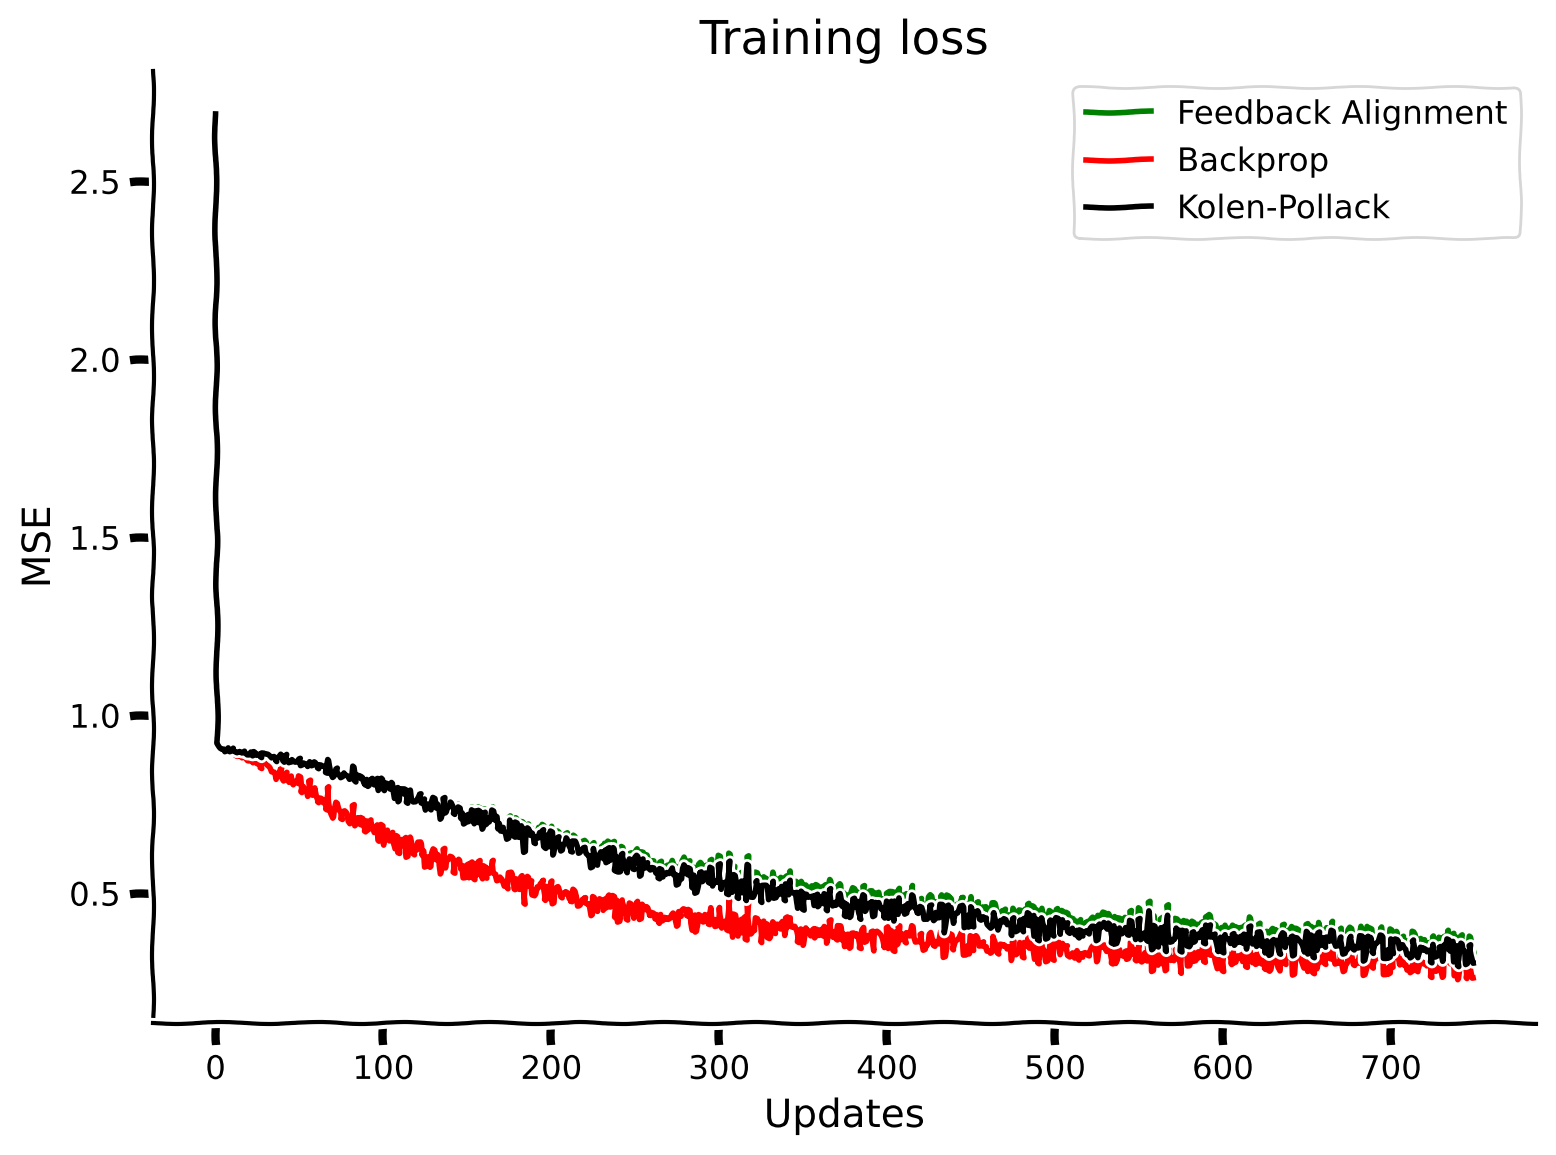 Training loss
Feedback Alignment
Backprop
Kolen-Pollack
MSE
2.5
2.0
1.5
1.0
0.5
0 100 200 300 400 500 600 700
Updates